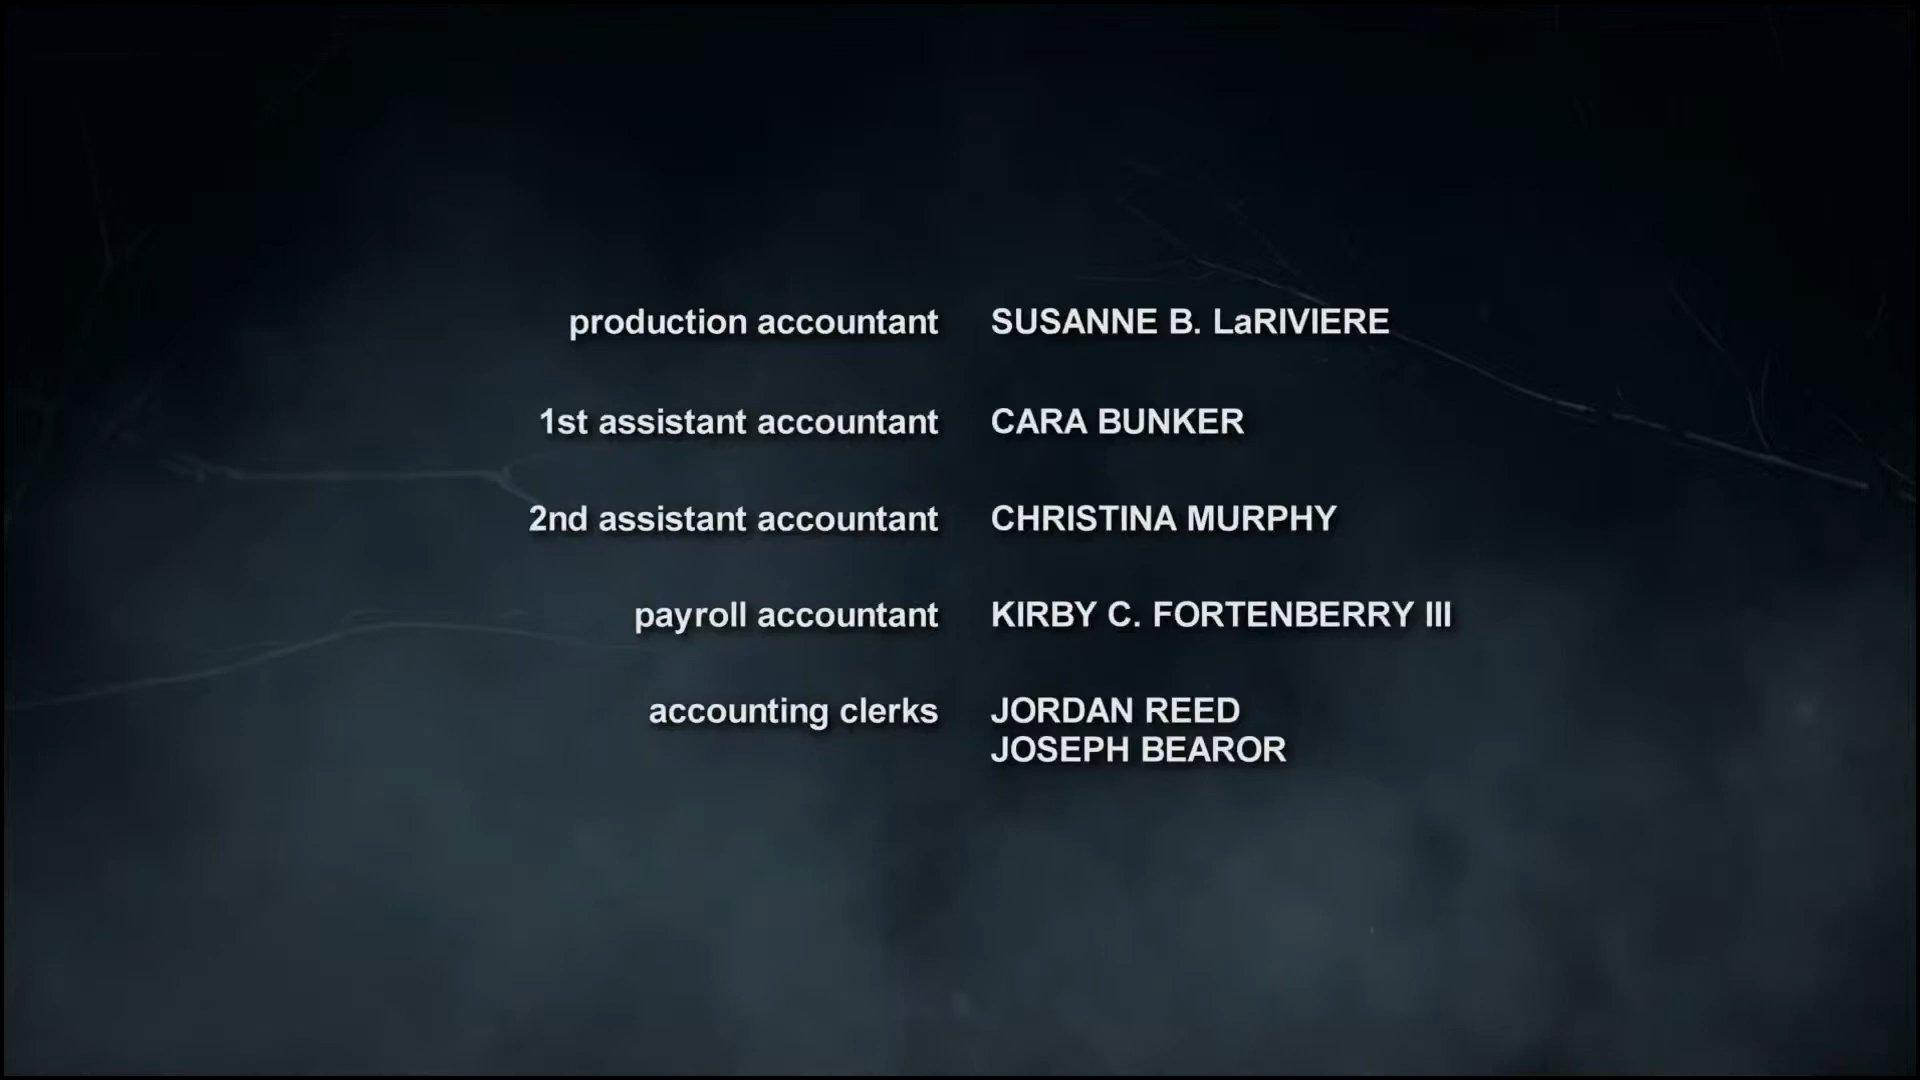 production accountant SUSANNE B. LaRIVIERE
1st assistant accountant CARA BUNKER
2nd assistant accountant CHRISTINA MURPHY
payroll accountant KIRBY C. FORTENBERRY III
accounting clerks JORDAN REED
JOSEPH BEAROR